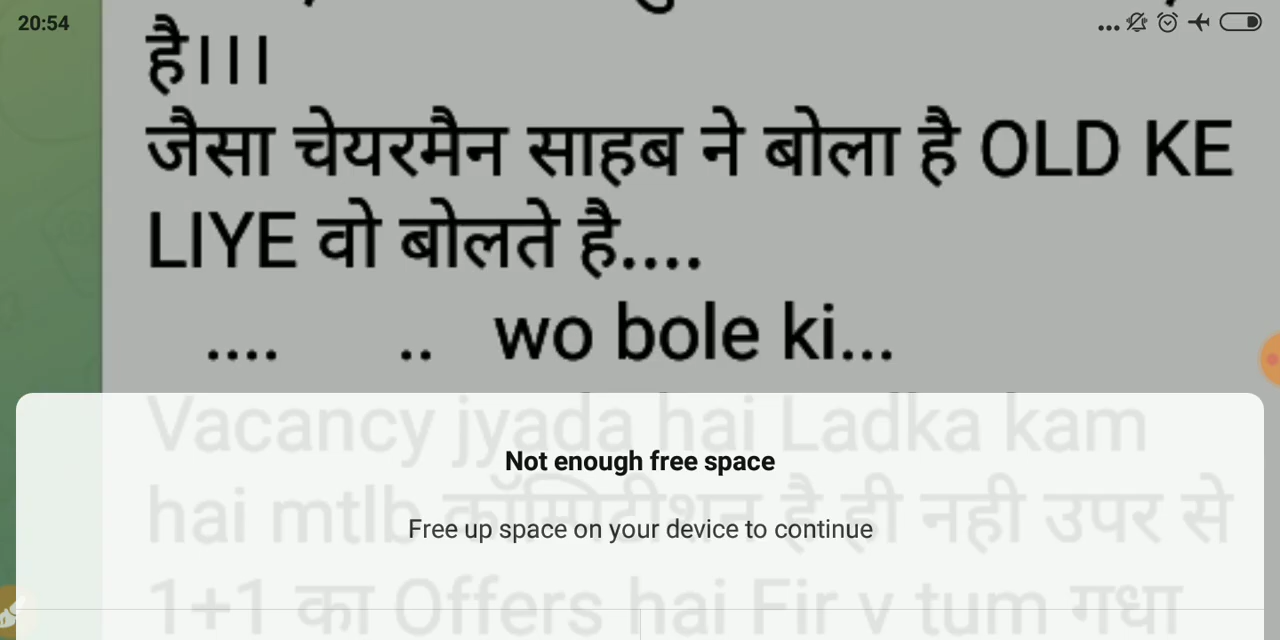 20:54
है।।।
जैसा चेयरमैन साहब ने बोला है OLD KE
LIYE वो बोलते है....
.... .. wo bole ki...
Vacancy jyada hai Ladka kam
Not enough free space
hai mtlb कॉम्पिटीशन है ही नही उपर से
Free up space on your device to continue
1+1 का Offers hai Fir v tum गधा